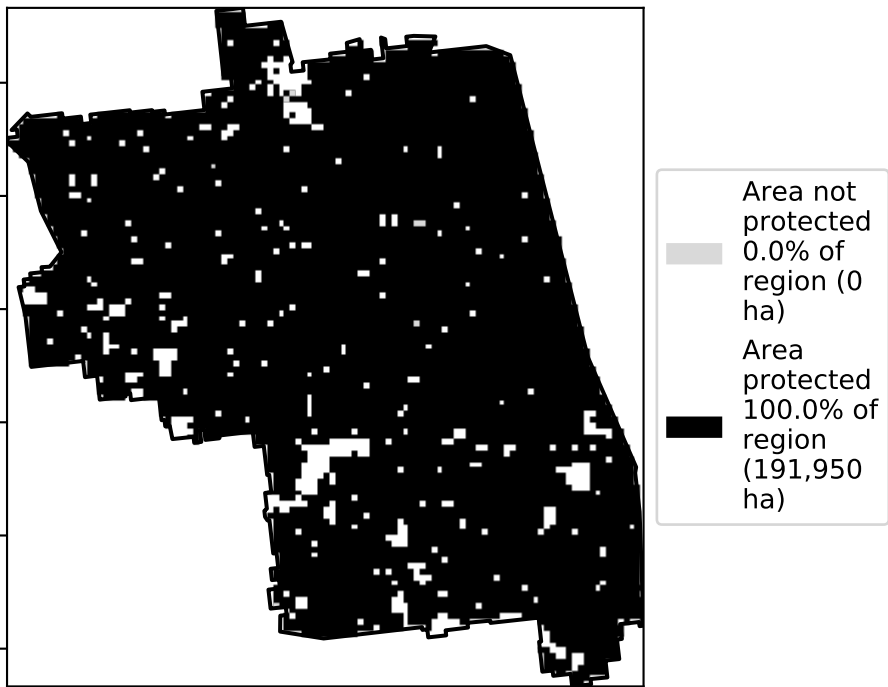 Area not
protected
0.0% of
region (0
ha)
Area
protected
100.0% of
region
(191,950
ha)